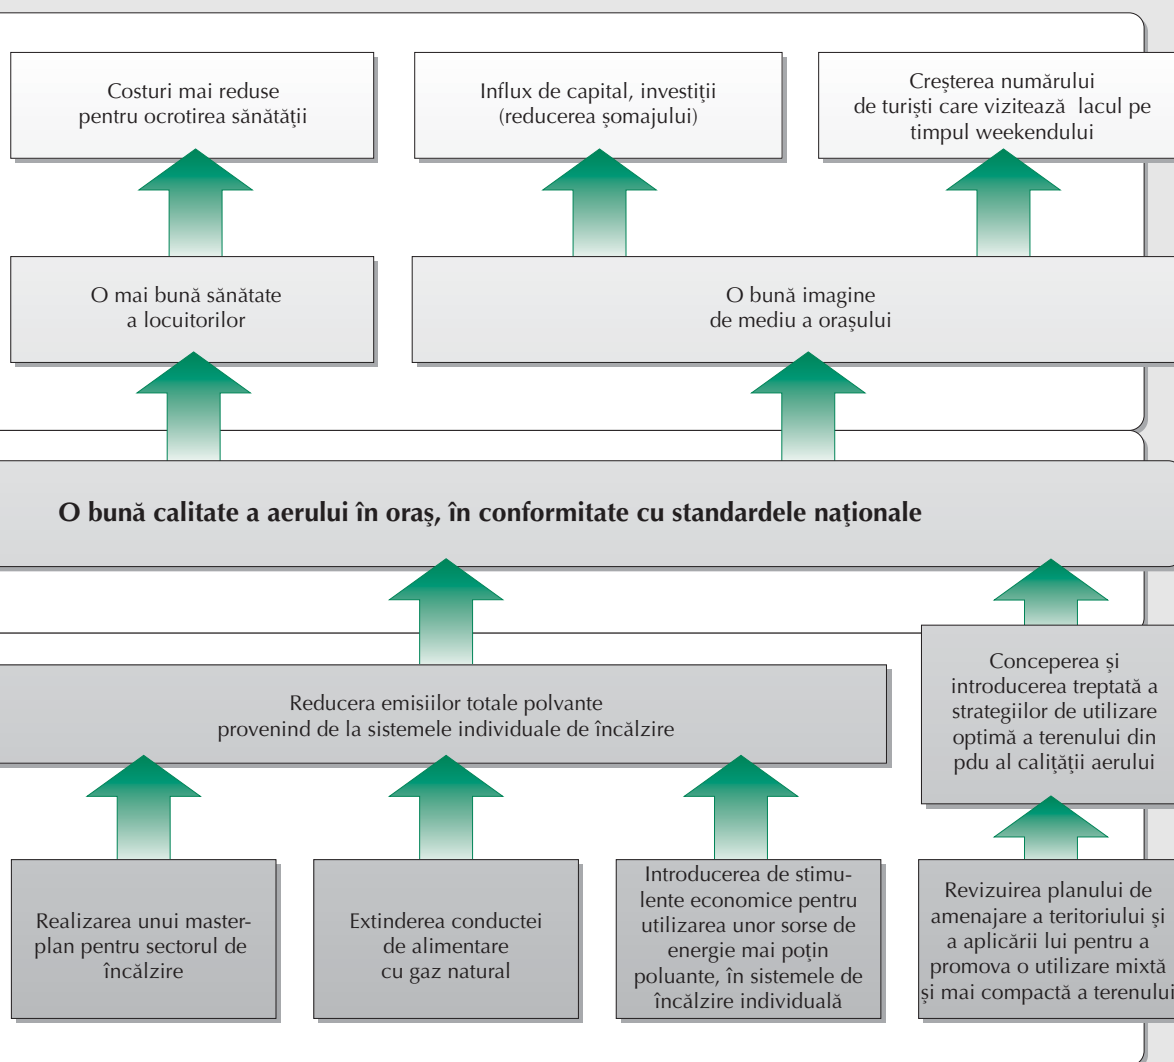 Costuri mai reduse
pentru ocrotirea sănătății
Influx de capital, investiții
(reducerea șomajului)
Creșterea numărului
de turiști care vizitează lacul pe
timpul weekendului
O mai bună sănătate
a locuitorilor
O bună imagine
de mediu a orașului
O bună calitate a aerului în oraș, în conformitate cu standardele naționale
Reducera emisiilor totale polvante
provenind de la sistemele individuale de încălzire
Conceperea și
introducerea treptată a
strategiilor de utilizare
optimă a terenului din
pdu al caliţăţii aerului
Realizarea unui master-
plan pentru sectorul de
încălzire
Extinderea conductei
de alimentare
cu gaz natural
Introducerea de stimu-
lente economice pentru
utilizarea unor sorse de
energie mai poțin
poluante, în sistemele de
încălzire individuală
Revizuirea planului de
amenajare a teritoriului și
a aplicării lui pentru a
promova o utilizare mixtă
și mai compactă a terenului